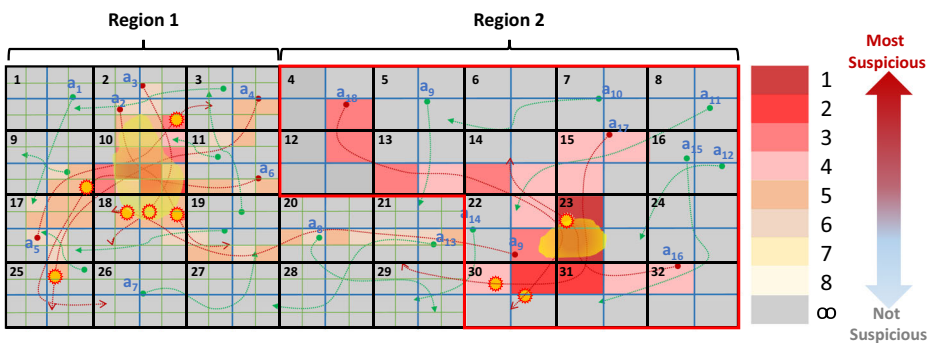 Region 1
Region 2
1 2 3 4 5 6 7 8
a1 a2 a3 a4 a18 a9 a10 a11
9 10 11 12 13 14 15 16
a6 a17 a15 a12
17 18 19 20 21 22 23 24
a5 a8 a13 a14 a9 a16
25 26 27 28 29 30 31 32
a7
Most
Suspicious
1
2
3
4
5
6
7
8
∞
Not
Suspicious